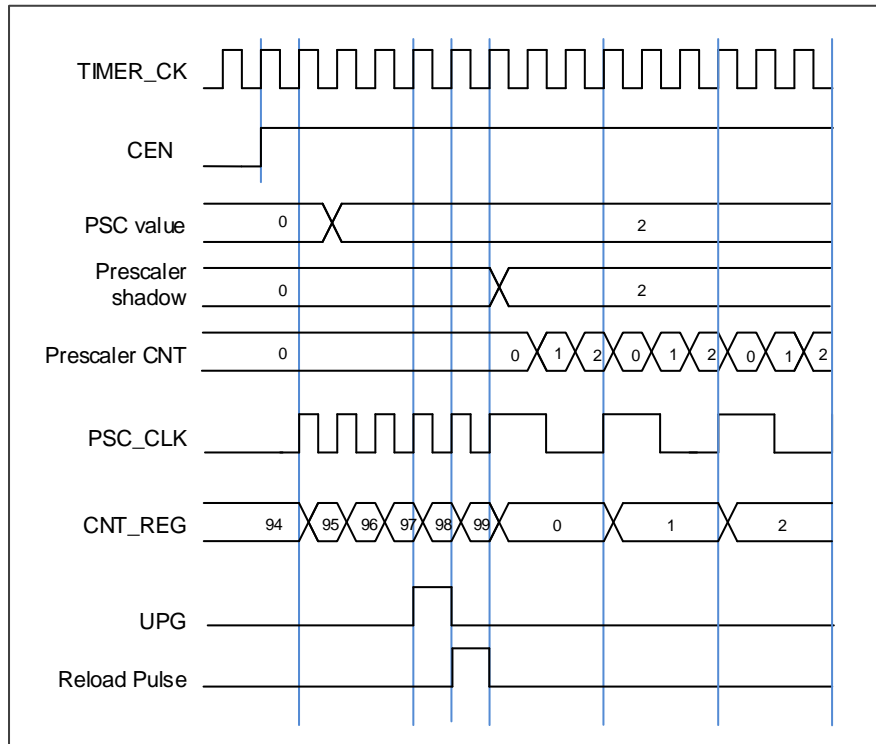 TIMER_CK
CEN
PSC value 0 2
Prescaler
shadow 0 2
Prescaler CNT 0 0 1 2 0 1 2 0 1 2
PSC_CLK
CNT_REG 94 95 96 97 98 99 0 1 2
UPG
Reload Pulse